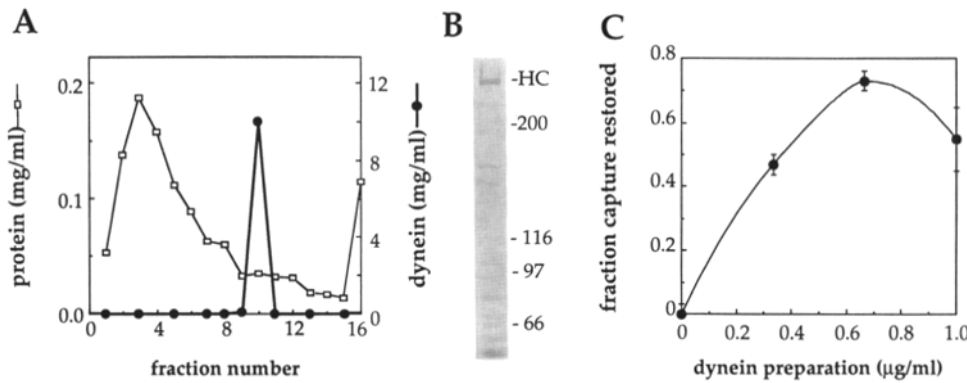 A
protein (mg/ml)
0.2
0.1
0.0
0 4 8 12 16
fraction number
12
8
4
0
dynein (mg/ml)
B
-HC
-200
- 116
- 97
- 66
C
fraction capture restored
0.8
0.6
0.4
0.2
0
0 0.2 0.4 0.6 0.8 1.0
dynein preparation (μg/ml)